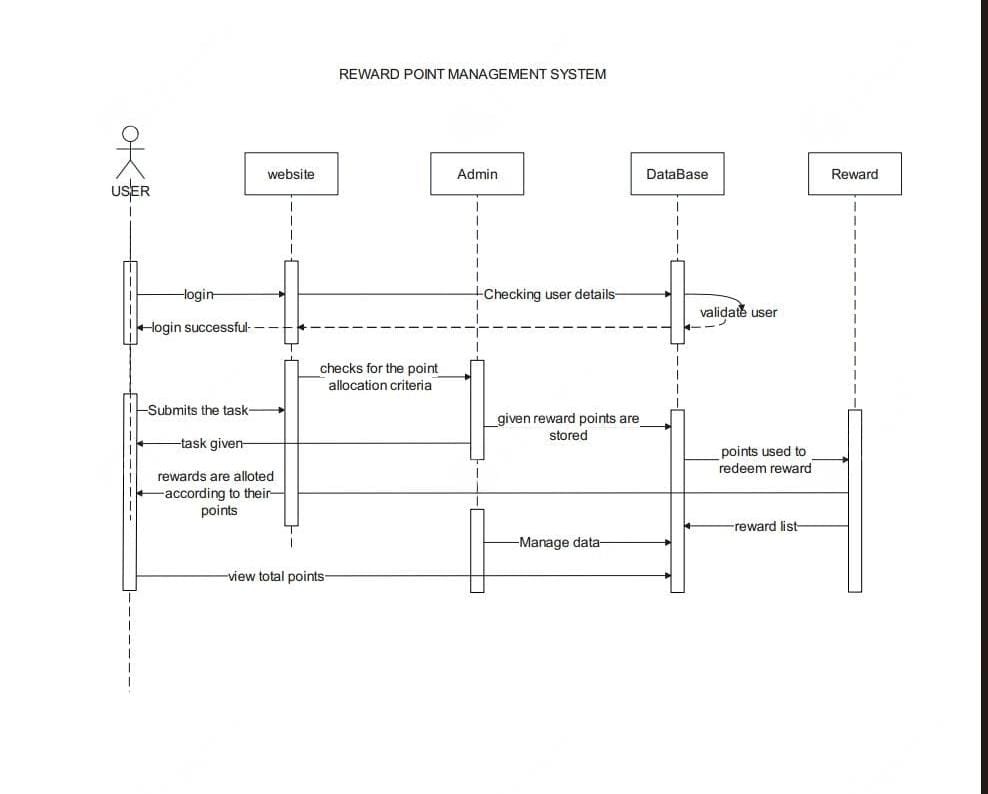 REWARD POINT MANAGEMENT SYSTEM
USER
website
Admin
DataBase
Reward
login
Checking user details
validate user
login successful
checks for the point
allocation criteria
Submits the task
given reward points are
stored
task given
points used to
redeem reward
rewards are alloted
according to their
points
reward list
Manage data
view total points